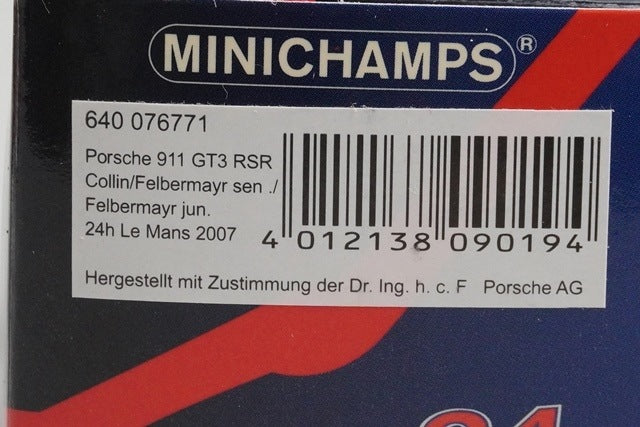 MINICHAMPS®
640 076771
Porsche 911 GT3 RSR
Collin/Felbermayr sen ./
Felbermayr jun.
24h Le Mans 2007
4 012138 090194
Hergestellt mit Zustimmung der Dr. Ing. h. c. F Porsche AG